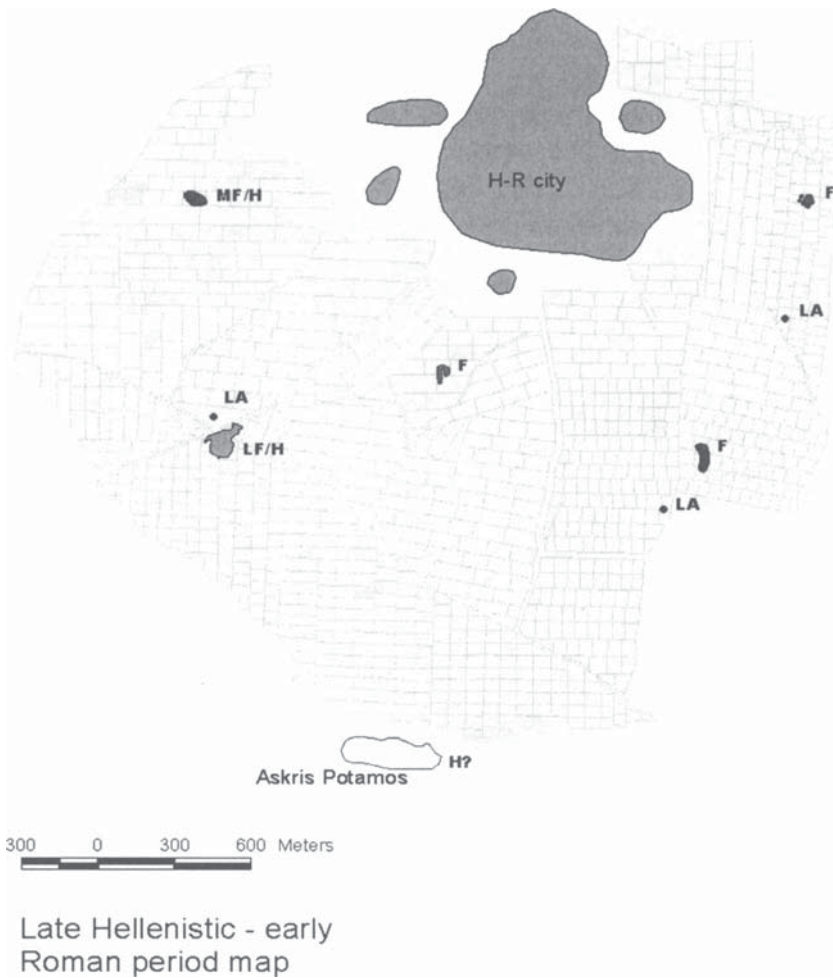 H-R city
MF/H
F
LA
F
LA
LF/H
F
LA
H?
Askris Potamos
300 0 300 600 Meters
Late Hellenistic - early
Roman period map